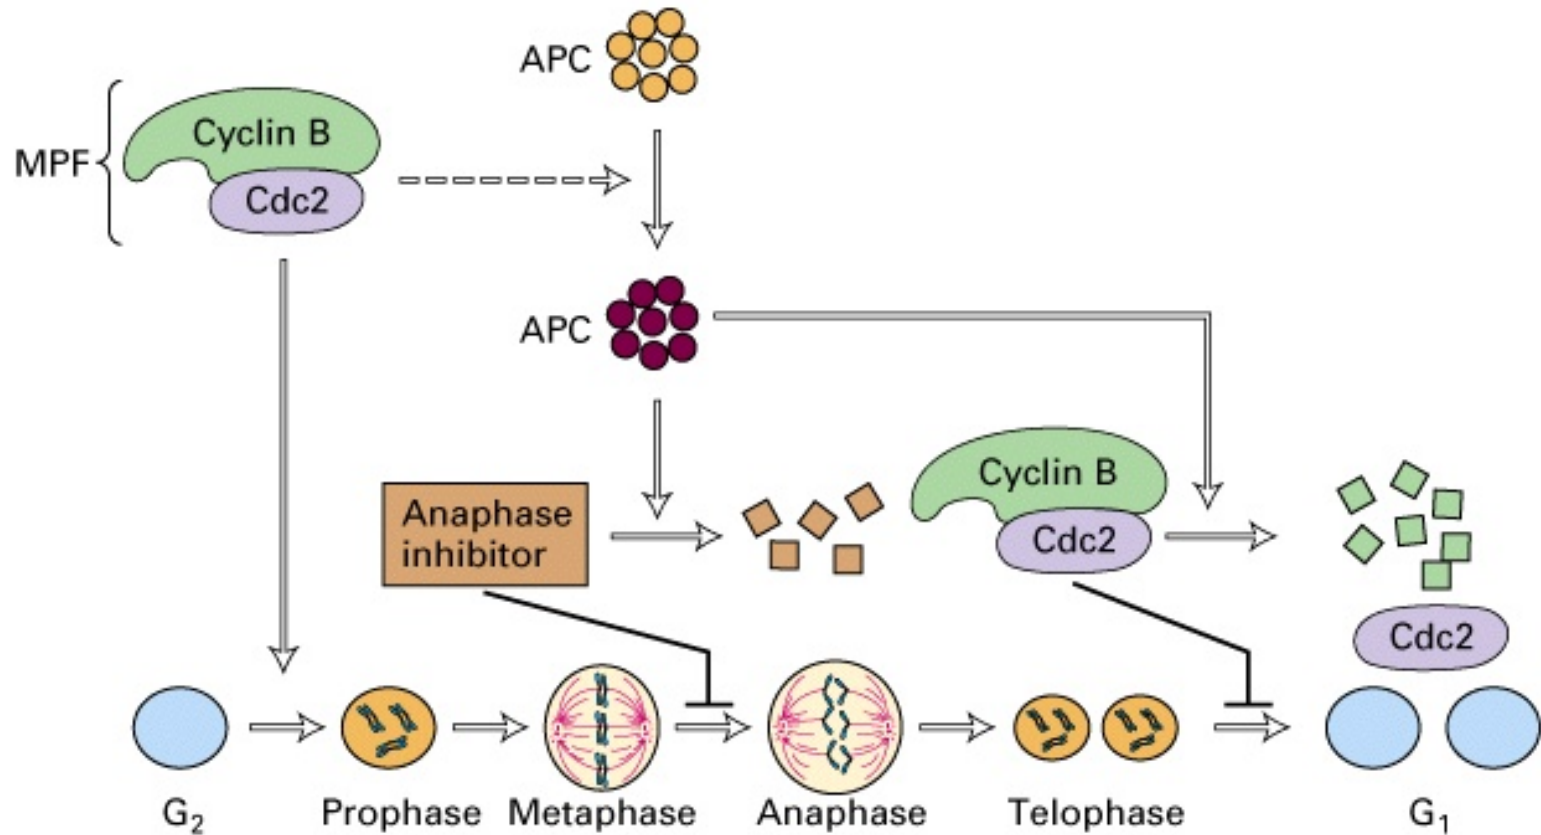 APC
MPF
Cyclin B
Cdc2
APC
Anaphase
inhibitor
Cyclin B
Cdc2
Cdc2
G₂
Prophase
Metaphase
Anaphase
Telophase
G₁